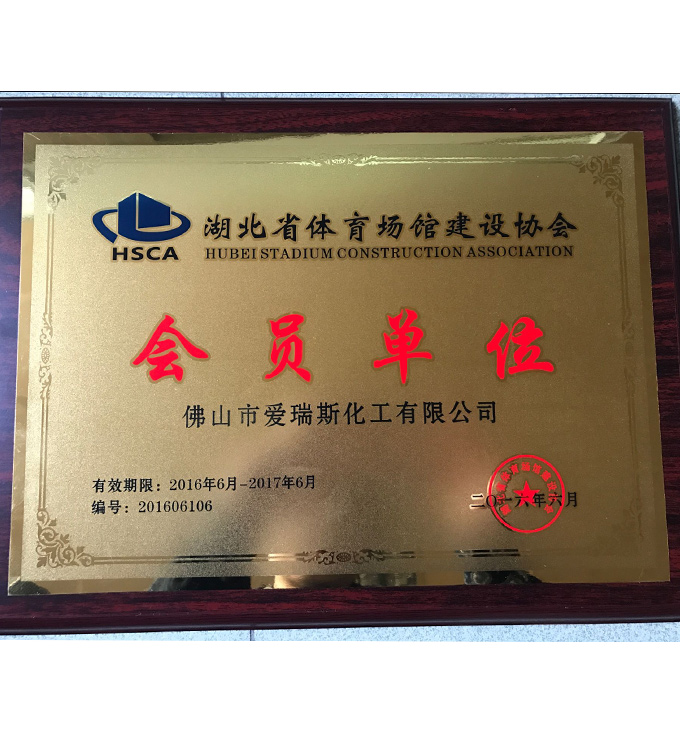 湖北省体育场馆建设协会
HSCA
HUBEI STADIUM CONSTRUCTION ASSOCIATION
会员单位
佛山市爱瑞斯化工有限公司
有效期限：2016年6月-2017年6月
编号：201606106
二〇一六年六月